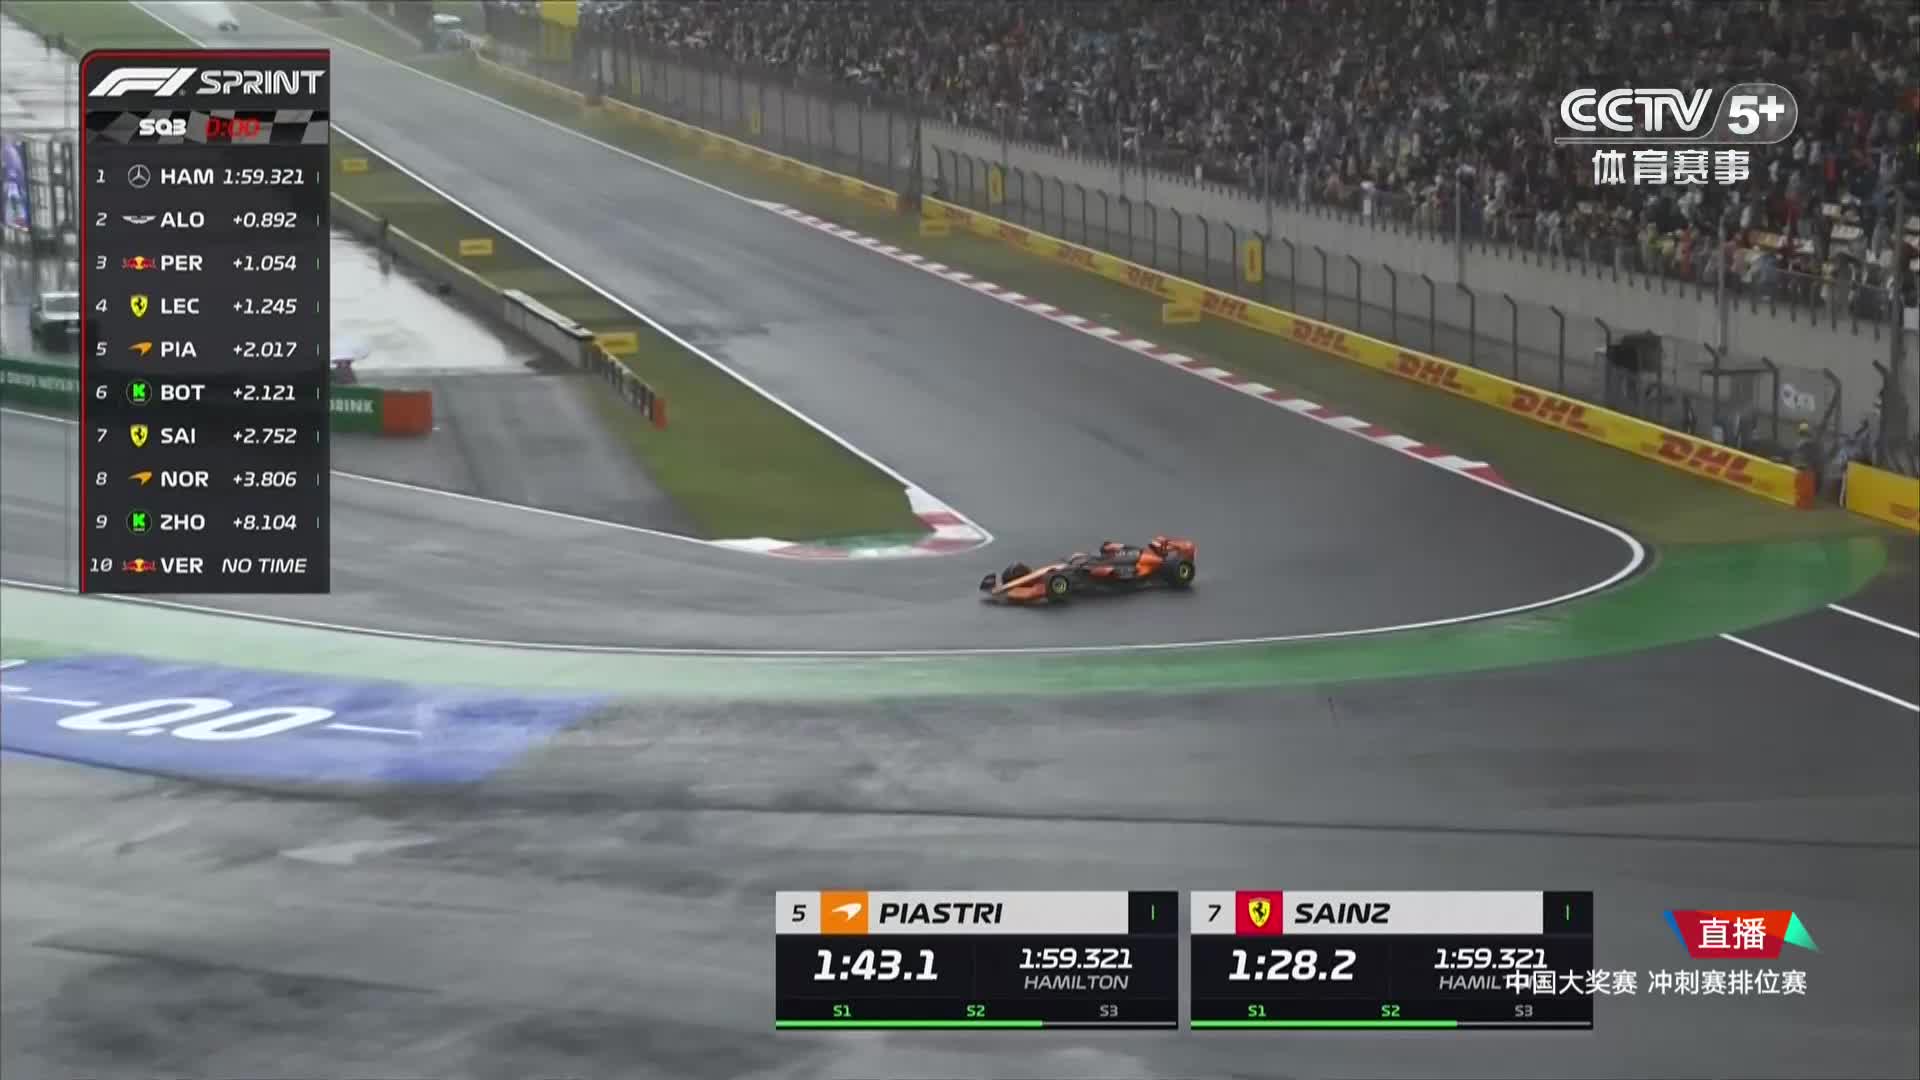 F1 SPRINT
SQ3 0:00
1 HAM 1:59.321
2 ALO +0.892
3 PER +1.054
4 LEC +1.245
5 PIA +2.017
6 BOT +2.121
7 SAI +2.752
8 NOR +3.806
9 ZHO +8.104
10 VER NO TIME
CCTV 5+
体育赛事
DHL
DHL
DHL
DHL
DHL
DHL
DHL
DRINK
0.0
5 PIASTRI
1:43.1 1:59.321
HAMILTON
S1 S2 S3
7 SAINZ
1:28.2 1:59.321
S1 S2 S3
直播
中国大奖赛 冲刺赛排位赛